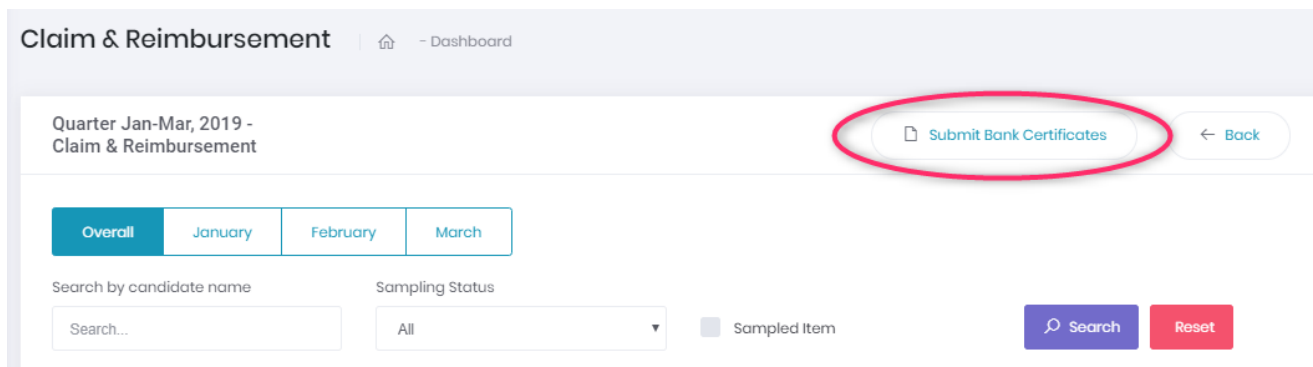 Claim & Reimbursement - Dashboard
Quarter Jan-Mar, 2019 -
Claim & Reimbursement
Submit Bank Certificates
Back
Overall January February March
Search by candidate name Sampling Status
Search... All Sampled Item Search Reset